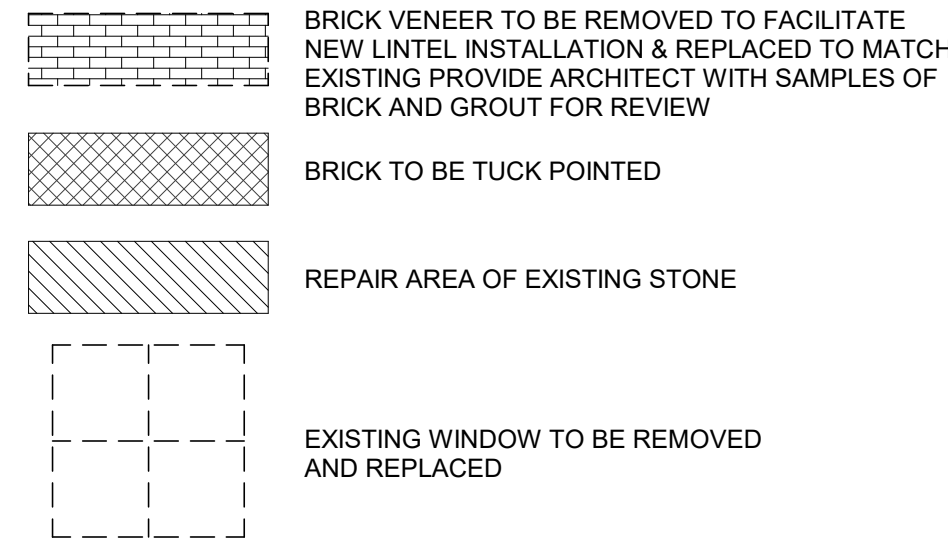 BRICK VENEER TO BE REMOVED TO FACILITATE
NEW LINTEL INSTALLATION & REPLACED TO MATCH
EXISTING PROVIDE ARCHITECT WITH SAMPLES OF
BRICK AND GROUT FOR REVIEW
BRICK TO BE TUCK POINTED
REPAIR AREA OF EXISTING STONE
EXISTING WINDOW TO BE REMOVED
AND REPLACED